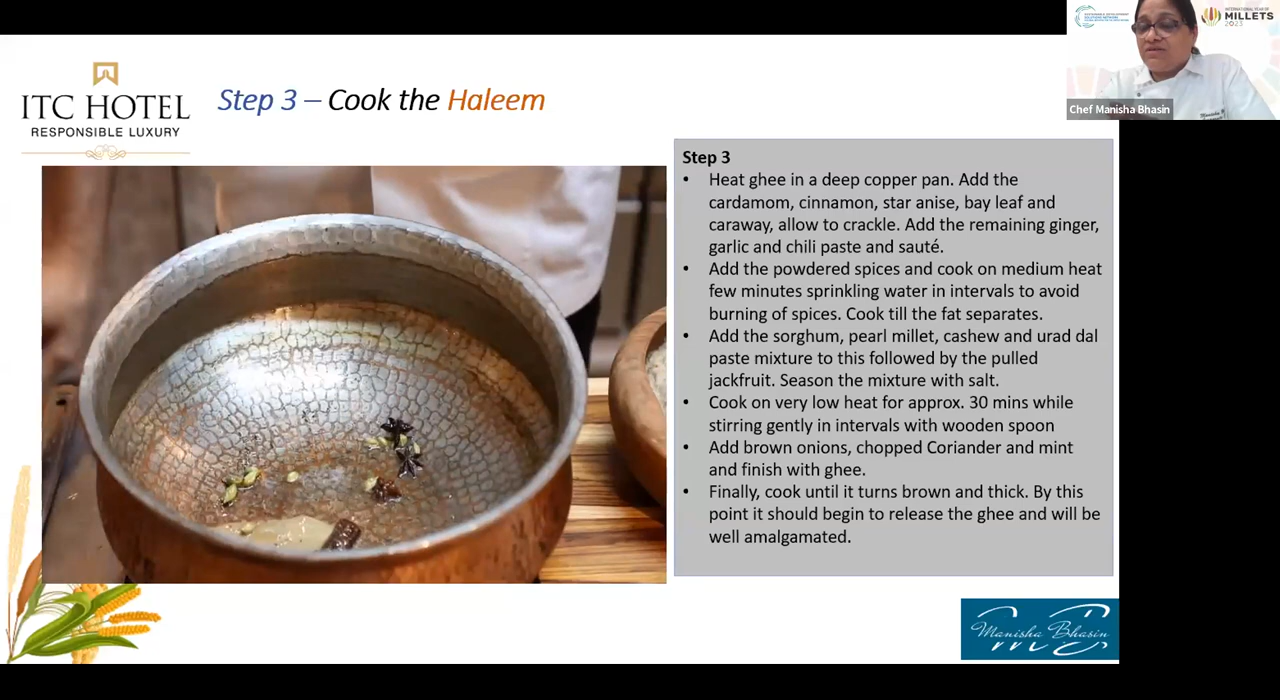 INTERNATIONAL YEAR OF
MILLETS
2023
Chef Manisha Bhasin
ITC HOTEL
RESPONSIBLE LUXURY
Step 3 – Cook the Haleem
Step 3
• Heat ghee in a deep copper pan. Add the
cardamom, cinnamon, star anise, bay leaf and
caraway, allow to crackle. Add the remaining ginger,
garlic and chili paste and sauté.
• Add the powdered spices and cook on medium heat
few minutes sprinkling water in intervals to avoid
burning of spices. Cook till the fat separates.
• Add the sorghum, pearl millet, cashew and urad dal
paste mixture to this followed by the pulled
jackfruit. Season the mixture with salt.
• Cook on very low heat for approx. 30 mins while
stirring gently in intervals with wooden spoon
• Add brown onions, chopped Coriander and mint
and finish with ghee.
• Finally, cook until it turns brown and thick. By this
point it should begin to release the ghee and will be
well amalgamated.
Manisha Bhasin